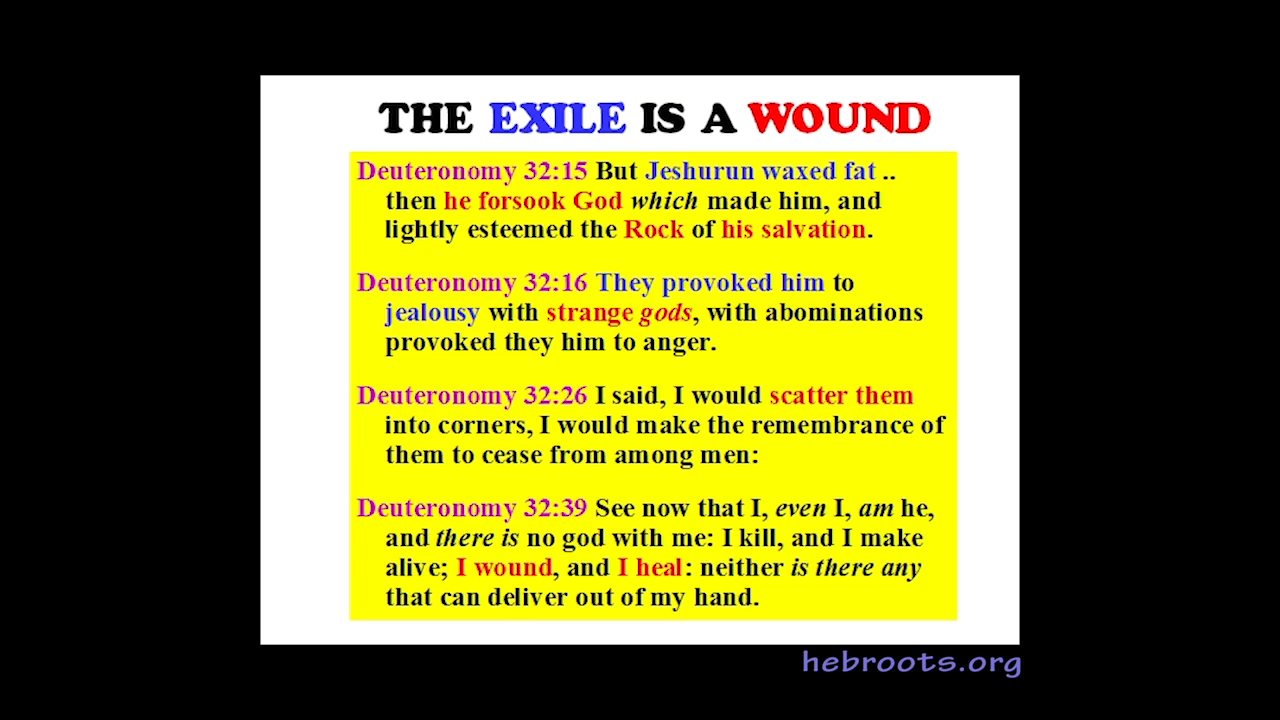 THE EXILE IS A WOUND
Deuteronomy 32:15 But Jeshurun waxed fat ..
then he forsook God which made him, and
lightly esteemed the Rock of his salvation.
Deuteronomy 32:16 They provoked him to
jealousy with strange gods, with abominations
provoked they him to anger.
Deuteronomy 32:26 I said, I would scatter them
into corners, I would make the remembrance of
them to cease from among men:
Deuteronomy 32:39 See now that I, even I, am he,
and there is no god with me: I kill, and I make
alive; I wound, and I heal: neither is there any
that can deliver out of my hand.
hebroots.org